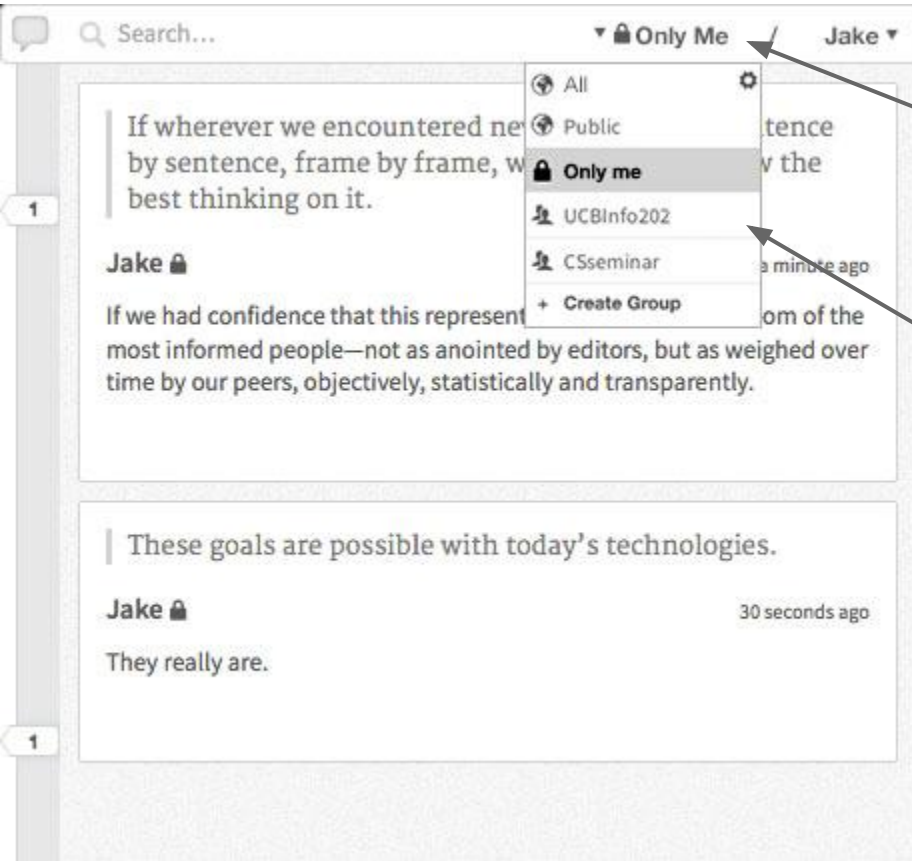 Search...
Only Me / Jake
All
Public
Only me
UCBInfo202
CSseminar
+ Create Group
If wherever we encountered ne tence
by sentence, frame by frame, w the
best thinking on it.
1
Jake a minute ago
If we had confidence that this represent om of the
most informed people—not as anointed by editors, but as weighed over
time by our peers, objectively, statistically and transparently.
These goals are possible with today's technologies.
Jake 30 seconds ago
They really are.
1